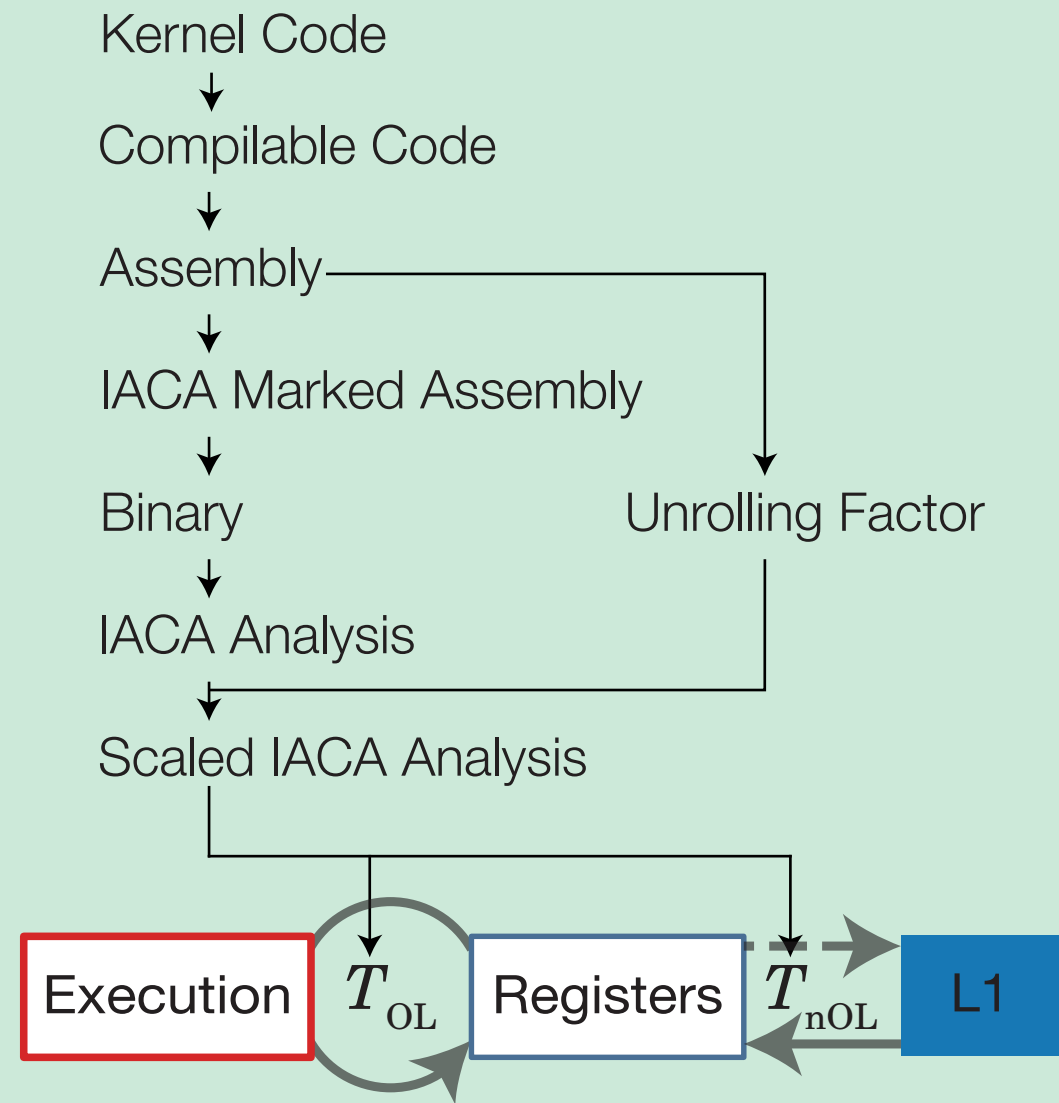 Kernel Code
Compilable Code
Assembly
IACA Marked Assembly
Binary
Unrolling Factor
IACA Analysis
Scaled IACA Analysis
Execution
T_OL
Registers
T_nOL
L1